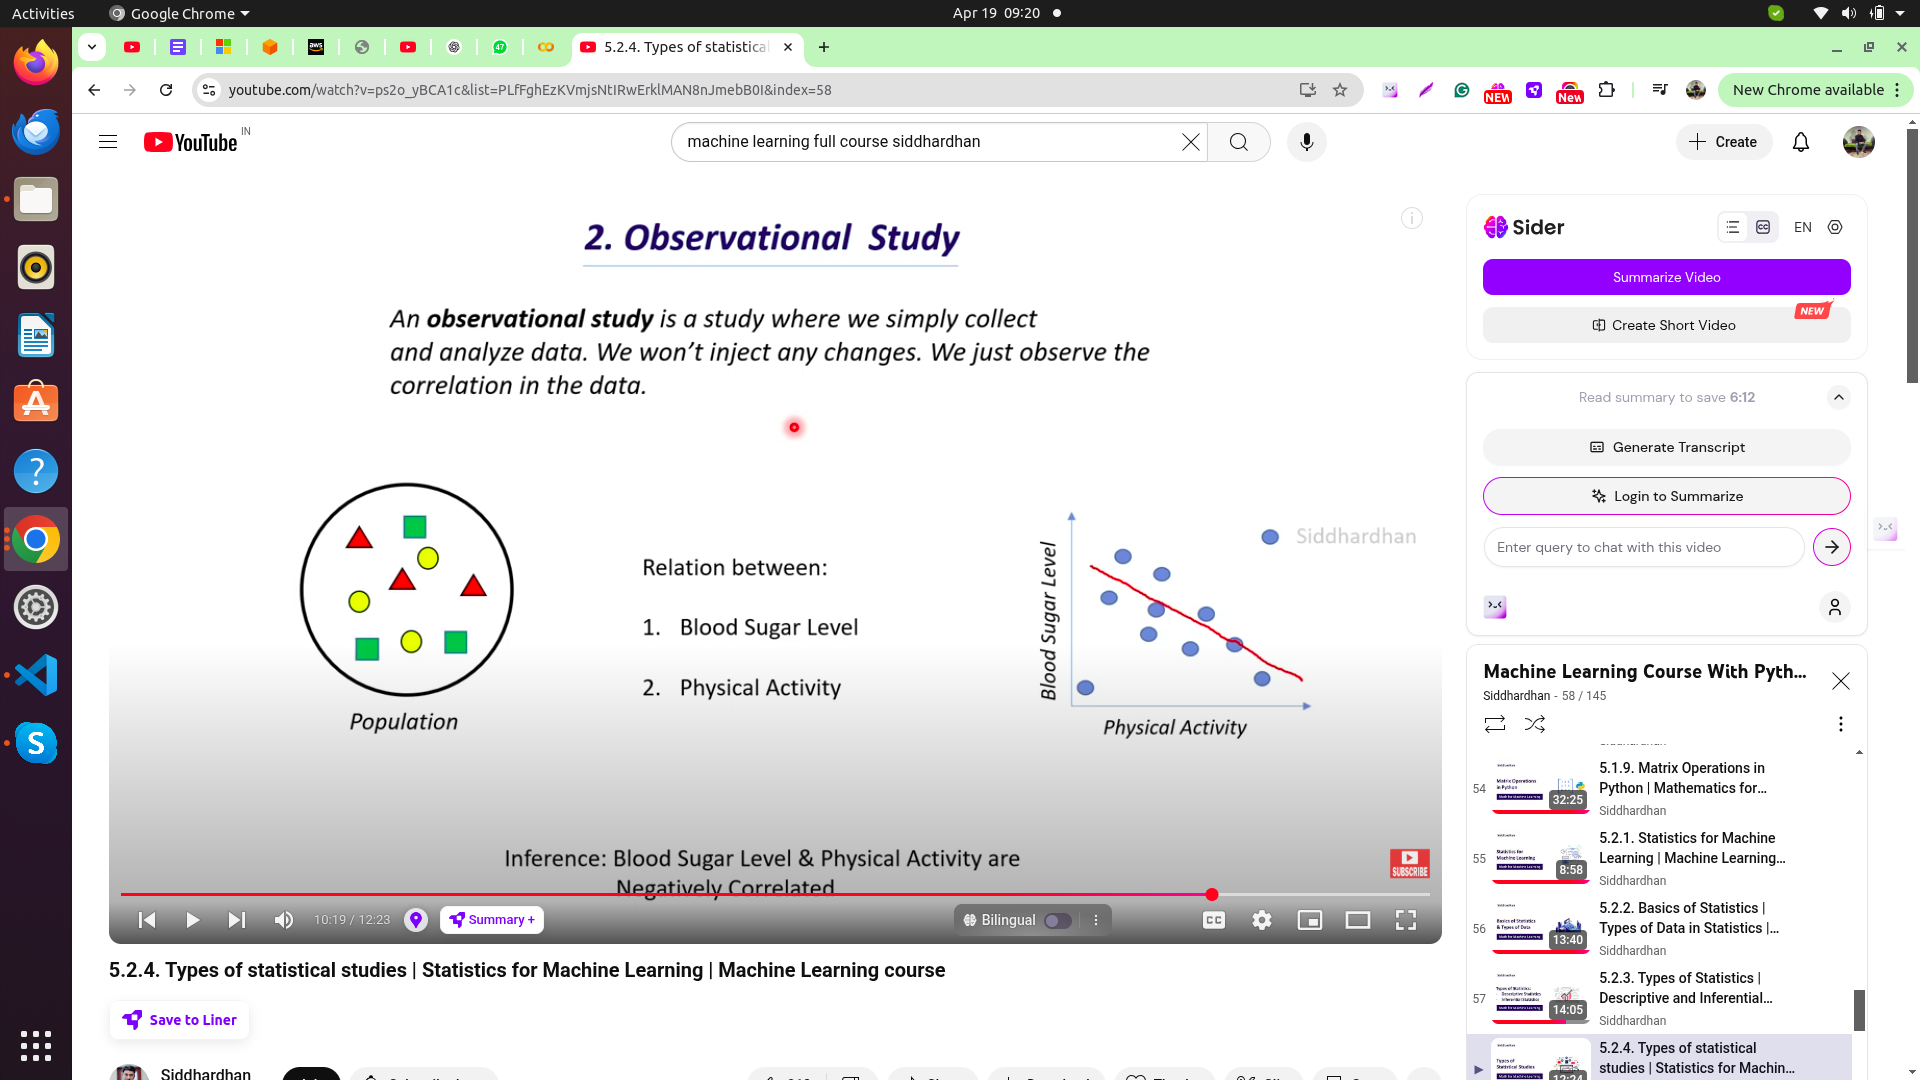 Activities
Google Chrome
Apr 19 09:20
5.2.4. Types of statistical
youtube.com/watch?v=ps2o_yBCA1c&list=PLfFghEzKVmjsNtIRwErklMAN8nJmebB0I&index=58
NEW
New
New Chrome available
YouTube
IN
machine learning full course siddhardhan
Create
2. Observational Study
An observational study is a study where we simply collect
and analyze data. We won't inject any changes. We just observe the
correlation in the data.
Population
Relation between:
1. Blood Sugar Level
2. Physical Activity
Blood Sugar Level
Physical Activity
Siddhardhan
Inference: Blood Sugar Level & Physical Activity are
Negatively Correlated
SUBSCRIBE
10:19 / 12:23
Summary +
Bilingual
CC
5.2.4. Types of statistical studies | Statistics for Machine Learning | Machine Learning course
Save to Liner
Siddhardhan
Sider
CC
EN
Summarize Video
NEW
Create Short Video
Read summary to save 6:12
Generate Transcript
Login to Summarize
Enter query to chat with this video
Machine Learning Course With Pyth...
Siddhardhan - 58 / 145
54
32:25
5.1.9. Matrix Operations in
Python | Mathematics for...
Siddhardhan
55
8:58
5.2.1. Statistics for Machine
Learning | Machine Learning...
Siddhardhan
56
13:40
5.2.2. Basics of Statistics |
Types of Data in Statistics |...
Siddhardhan
57
14:05
5.2.3. Types of Statistics |
Descriptive and Inferential...
Siddhardhan
12:24
5.2.4. Types of statistical
studies | Statistics for Machin...